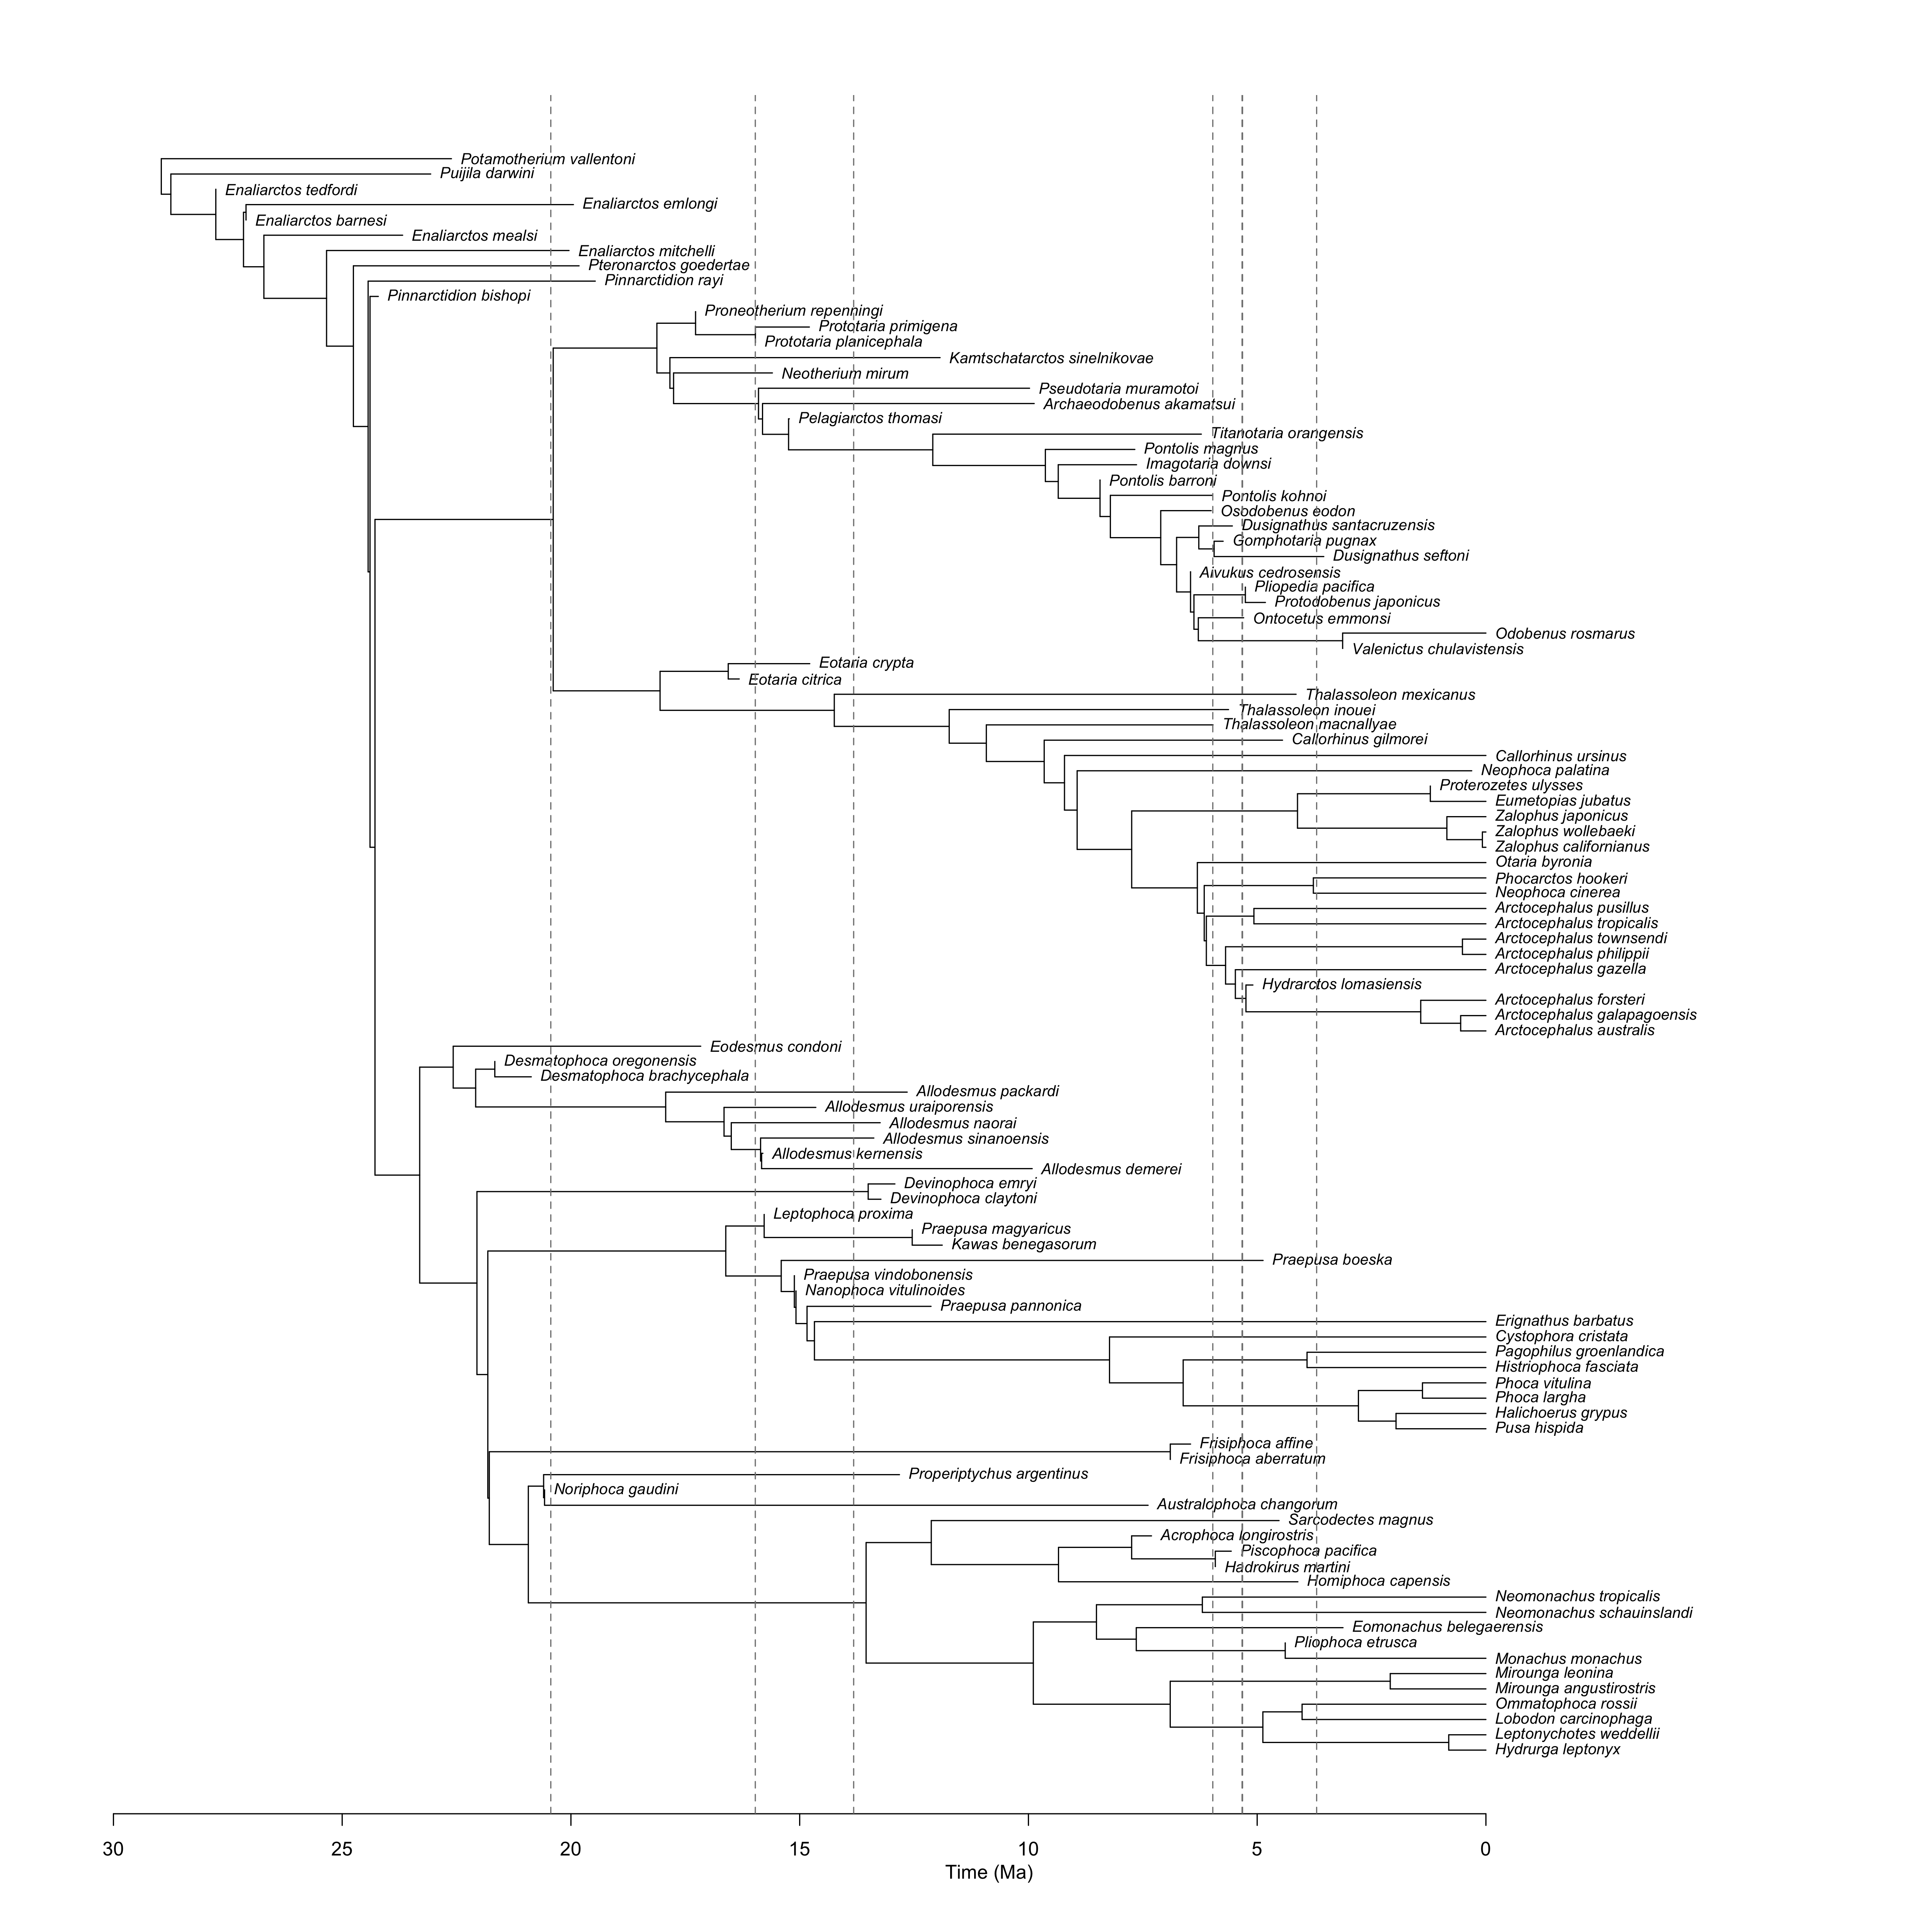 Potamotherium vallentoni
Puijila darwini
Enaliarctos tedfordi
Enaliarctos emlongi
Enaliarctos barnesi
Enaliarctos mealsi
Enaliarctos mitchelli
Pteronarctos goedertae
Pinnarctidion rayi
Pinnarctidion bishopi
Proneotherium repenningi
Prototaria primigena
Prototaria planicephala
Kamtschatarctos sinelnikovae
Neotherium mirum
Pseudotaria muramotoi
Archaeodobenus akamatsui
Pelagiarctos thomasi
Titanotaria orangensis
Pontolis magnus
Imagotaria downsi
Pontolis barroni
Pontolis kohnoi
Osodobenus eodon
Dusignathus santacruzensis
Gomphotaria pugnax
Dusignathus seftoni
Aivukus cedrosensis
Pliopedia pacifica
Protodobenus japonicus
Ontocetus emmonsi
Odobenus rosmarus
Valenictus chulavistensis
Eotaria crypta
Eotaria citrica
Thalassoleon mexicanus
Thalassoleon inouei
Thalassoleon macnallyae
Callorhinus gilmorei
Callorhinus ursinus
Neophoca palatina
Proterozetes ulysses
Eumetopias jubatus
Zalophus japonicus
Zalophus wollebaeki
Zalophus californianus
Otaria byronia
Phocarctos hookeri
Neophoca cinerea
Arctocephalus pusillus
Arctocephalus tropicalis
Arctocephalus townsendi
Arctocephalus philippii
Arctocephalus gazella
Hydrarctos lomasiensis
Arctocephalus forsteri
Arctocephalus galapagoensis
Arctocephalus australis
Eodesmus condoni
Desmatophoca oregonensis
Desmatophoca brachycephala
Allodesmus packardi
Allodesmus uraiporensis
Allodesmus naorai
Allodesmus sinanoensis
Allodesmus kernensis
Allodesmus demerei
Devinophoca emryi
Devinophoca claytoni
Leptophoca proxima
Praepusa magyaricus
Kawas benegasorum
Praepusa boeska
Praepusa vindobonensis
Nanophoca vitulinoides
Praepusa pannonica
Erignathus barbatus
Cystophora cristata
Pagophilus groenlandica
Histriophoca fasciata
Phoca vitulina
Phoca largha
Halichoerus grypus
Pusa hispida
Frisiphoca affine
Frisiphoca aberratum
Properiptychus argentinus
Noriphoca gaudini
Australophoca changorum
Sarcodectes magnus
Acrophoca longirostris
Piscophoca pacifica
Hadrokirus martini
Homiphoca capensis
Neomonachus tropicalis
Neomonachus schauinslandi
Eomonachus belegaerensis
Pliophoca etrusca
Monachus monachus
Mirounga leonina
Mirounga angustirostris
Ommatophoca rossii
Lobodon carcinophaga
Leptonychotes weddellii
Hydrurga leptonyx
30 25 20 15 10 5 0
Time (Ma)